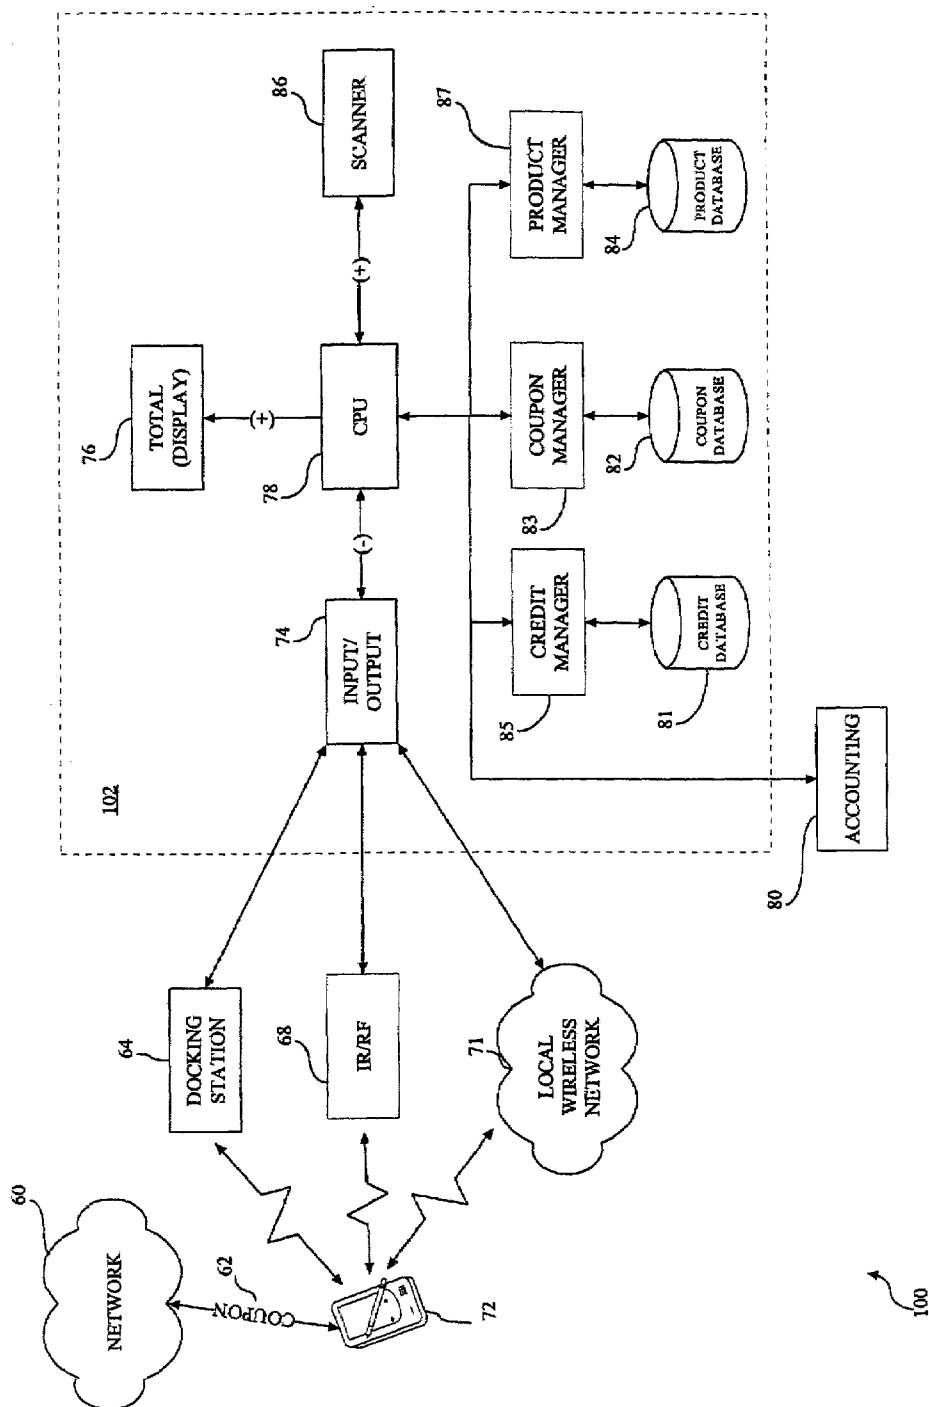 60
NETWORK
62
COUPON
72
64
DOCKING
STATION
68
IR/RF
71
LOCAL
WIRELESS
NETWORK
102
74
INPUT/
OUTPUT
(-)
76
TOTAL
(DISPLAY)
(+)
78
CPU
(+)
86
SCANNER
85
CREDIT
MANAGER
83
COUPON
MANAGER
87
PRODUCT
MANAGER
81
CREDIT
DATABASE
82
COUPON
DATABASE
84
PRODUCT
DATABASE
80
ACCOUNTING
100